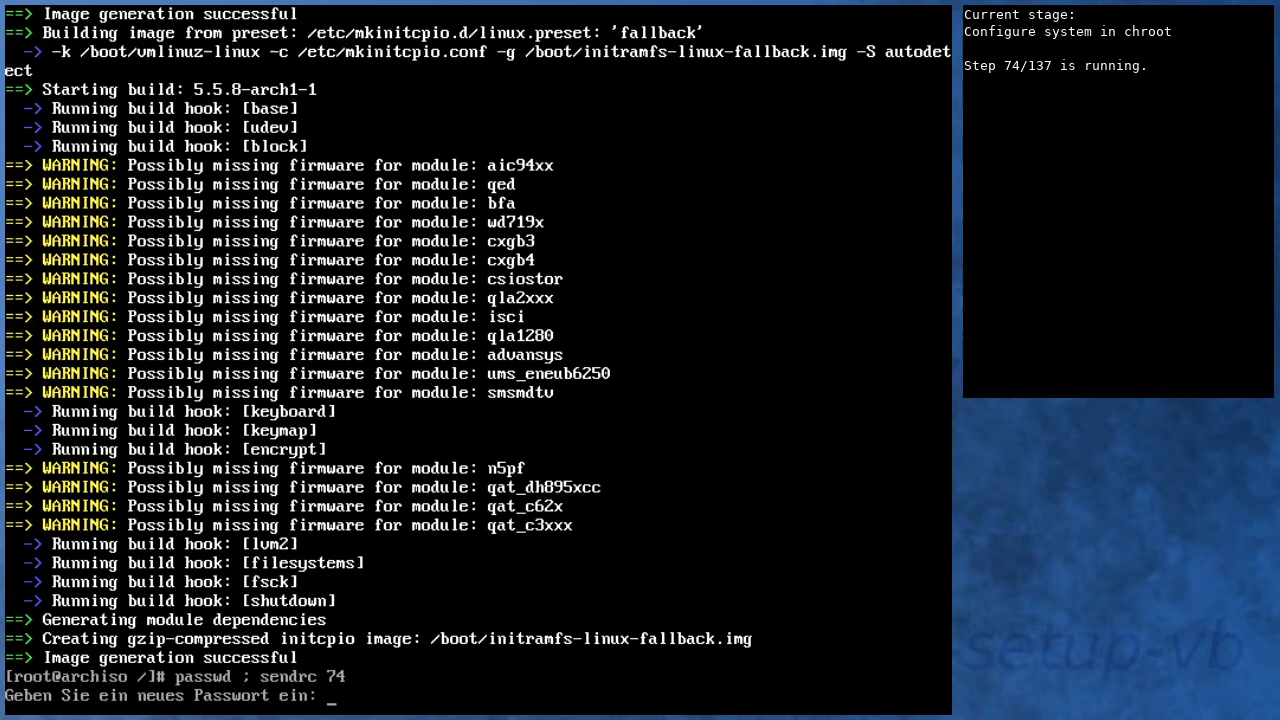 ==> Image generation successful
==> Building image from preset: /etc/mkinitcpio.d/linux.preset: 'fallback'
  -> -k /boot/vmlinuz-linux -c /etc/mkinitcpio.conf -g /boot/initramfs-linux-fallback.img -S autodet
ect
==> Starting build: 5.5.8-arch1-1
  -> Running build hook: [base]
  -> Running build hook: [udev]
  -> Running build hook: [block]
==> WARNING: Possibly missing firmware for module: aic94xx
==> WARNING: Possibly missing firmware for module: qed
==> WARNING: Possibly missing firmware for module: bfa
==> WARNING: Possibly missing firmware for module: wd719x
==> WARNING: Possibly missing firmware for module: cxgb3
==> WARNING: Possibly missing firmware for module: cxgb4
==> WARNING: Possibly missing firmware for module: csiostor
==> WARNING: Possibly missing firmware for module: qla2xxx
==> WARNING: Possibly missing firmware for module: isci
==> WARNING: Possibly missing firmware for module: qla1280
==> WARNING: Possibly missing firmware for module: advansys
==> WARNING: Possibly missing firmware for module: ums_eneub6250
==> WARNING: Possibly missing firmware for module: smsmdtv
  -> Running build hook: [keyboard]
  -> Running build hook: [keymap]
  -> Running build hook: [encrypt]
==> WARNING: Possibly missing firmware for module: n5pf
==> WARNING: Possibly missing firmware for module: qat_dh895xcc
==> WARNING: Possibly missing firmware for module: qat_c62x
==> WARNING: Possibly missing firmware for module: qat_c3xxx
  -> Running build hook: [lvm2]
  -> Running build hook: [filesystems]
  -> Running build hook: [fsck]
  -> Running build hook: [shutdown]
==> Generating module dependencies
==> Creating gzip-compressed initcpio image: /boot/initramfs-linux-fallback.img
==> Image generation successful
[root@archiso /]# passwd ; sendrc 74
Geben Sie ein neues Passwort ein: _
Current stage:
Configure system in chroot
Step 74/137 is running.
setup-vb